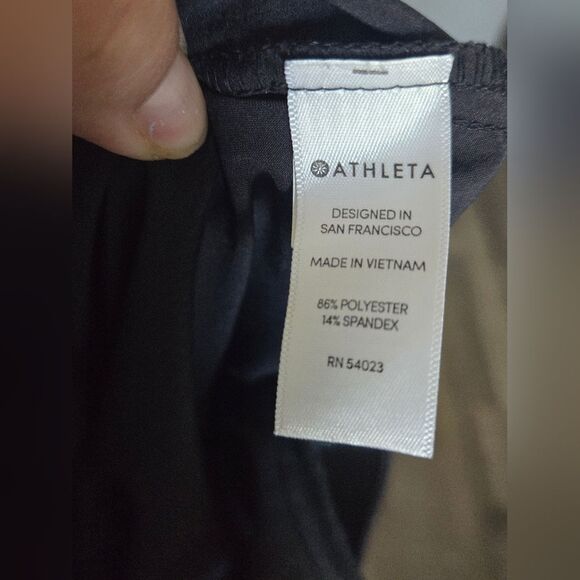 ATHLETA
DESIGNED IN
SAN FRANCISCO
MADE IN VIETNAM
86% POLYESTER
14% SPANDEX
RN 54023